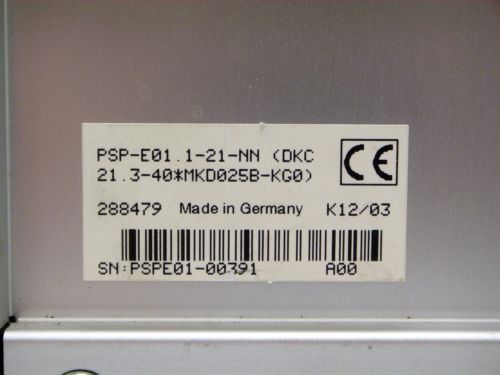 PSP-E01.1-21-NN (DKC
21.3-40*MKD025B-KG0)
CE
288479 Made in Germany K12/03
SN:PSPE01-00391 A00